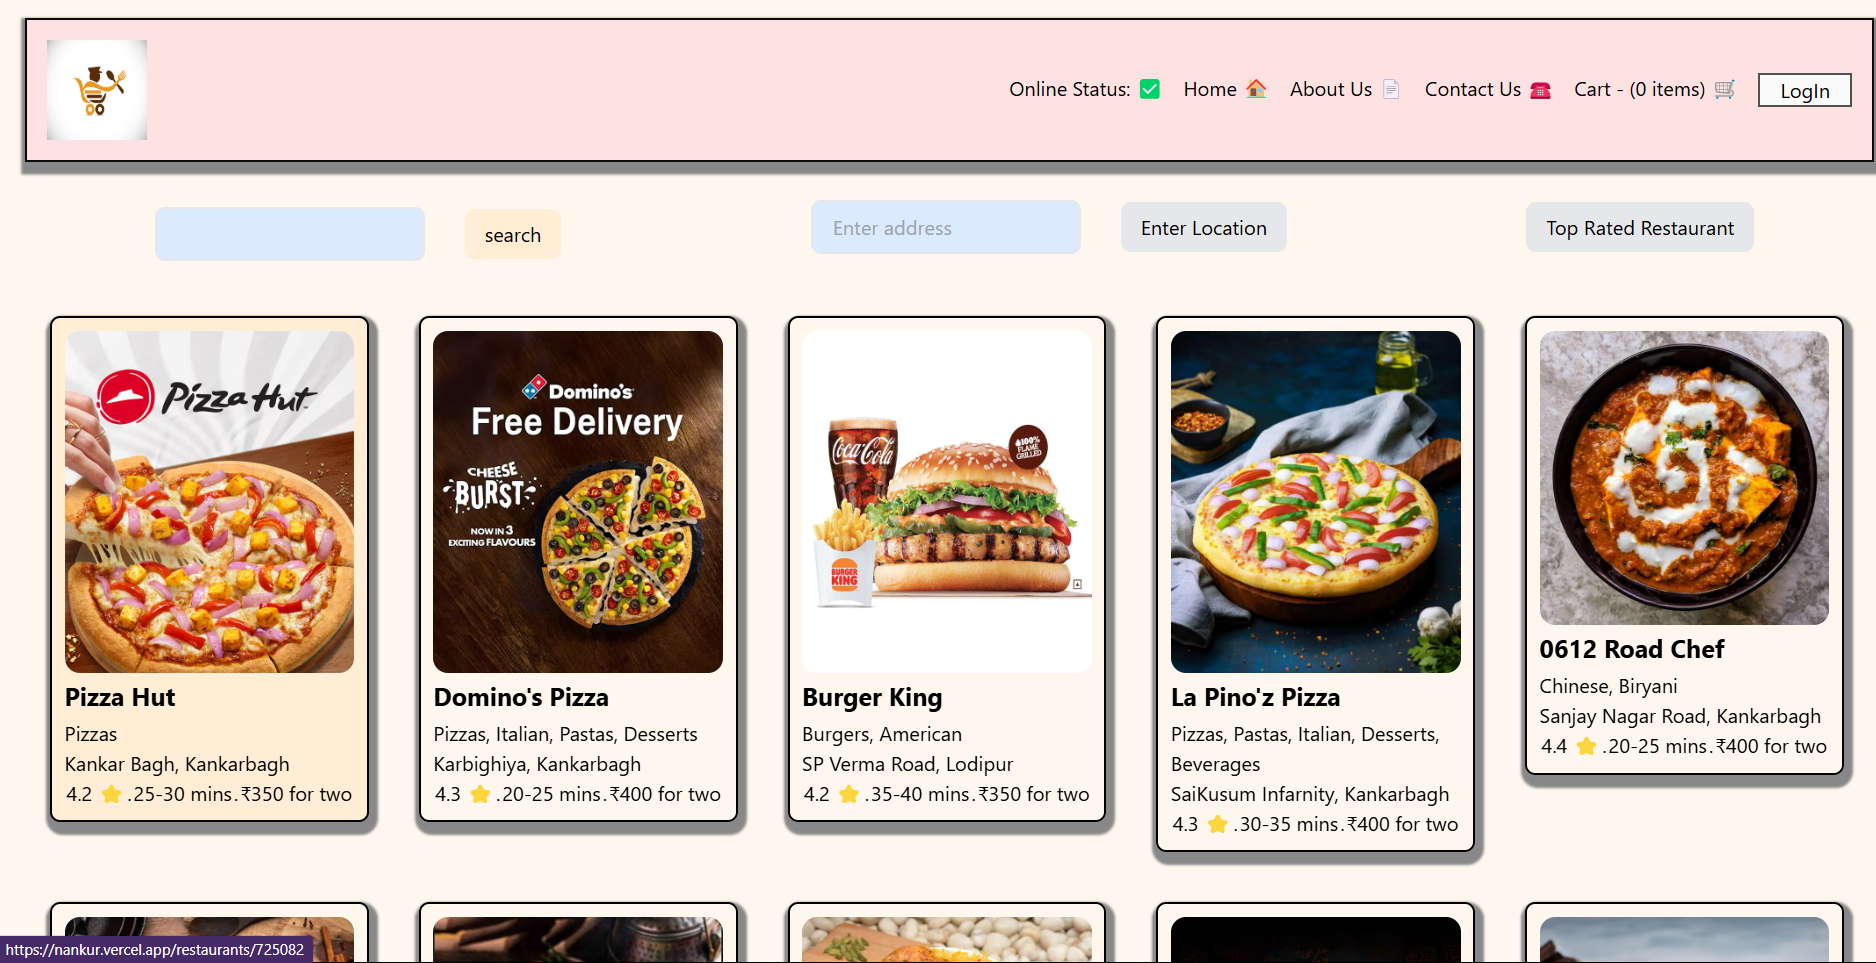 Online Status: ✅ Home 🏠 About Us 📄 Contact Us ☎️ Cart - (0 items) 🛒 LogIn
search
Enter address
Enter Location
Top Rated Restaurant
Pizza Hut
Pizza Hut
Pizzas
Kankar Bagh, Kankarbagh
4.2 ⭐ .25-30 mins.₹350 for two
Domino's
Free Delivery
CHEESE
BURST
NOW IN 3
EXCITING FLAVOURS
Domino's Pizza
Pizzas, Italian, Pastas, Desserts
Karbighiya, Kankarbagh
4.3 ⭐ .20-25 mins.₹400 for two
Coca-Cola
100%
FLAME
GRILLED
BURGER
KING
Burger King
Burgers, American
SP Verma Road, Lodipur
4.2 ⭐ .35-40 mins.₹350 for two
La Pino'z Pizza
Pizzas, Pastas, Italian, Desserts,
Beverages
SaiKusum Infarnity, Kankarbagh
4.3 ⭐ .30-35 mins.₹400 for two
0612 Road Chef
Chinese, Biryani
Sanjay Nagar Road, Kankarbagh
4.4 ⭐ .20-25 mins.₹400 for two
https://nankur.vercel.app/restaurants/725082